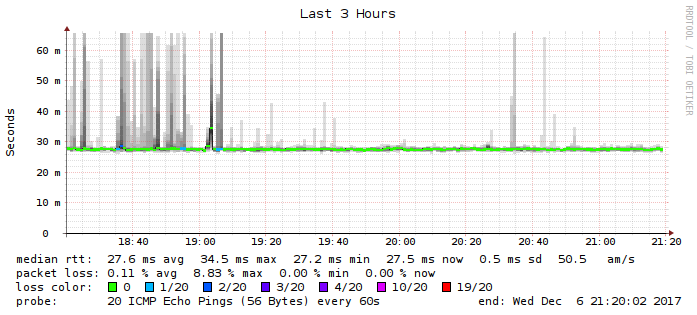 Last 3 Hours
RRDTOOL / TOBI OETIKER
Seconds
60 m
50 m
40 m
30 m
20 m
10 m
0
18:40 19:00 19:20 19:40 20:00 20:20 20:40 21:00 21:20
median rtt: 27.6 ms avg 34.5 ms max 27.2 ms min 27.5 ms now 0.5 ms sd 50.5 am/s
packet loss: 0.11 % avg 8.83 % max 0.00 % min 0.00 % now
loss color: 0 1/20 2/20 3/20 4/20 10/20 19/20
probe: 20 ICMP Echo Pings (56 Bytes) every 60s end: Wed Dec 6 21:20:02 2017